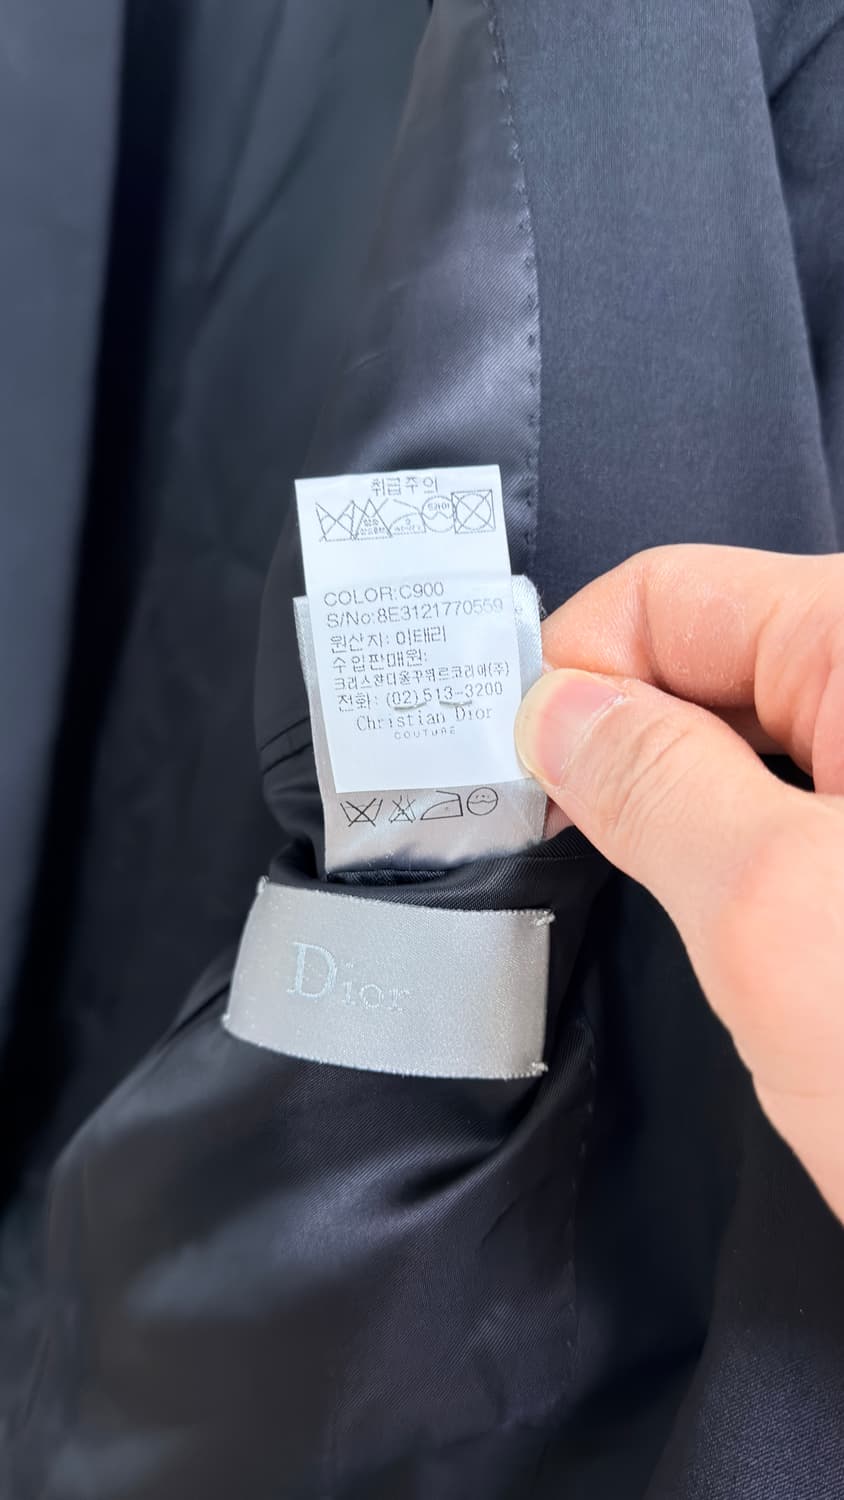 취급주의
COLOR:C900
S/No:8E3121770559
원산지: 이태리
수입판매원:
크리스챤디올꾸뛰르코리아(주)
전화: (02)513-3200
Christian Dior
COUTURE
Dior